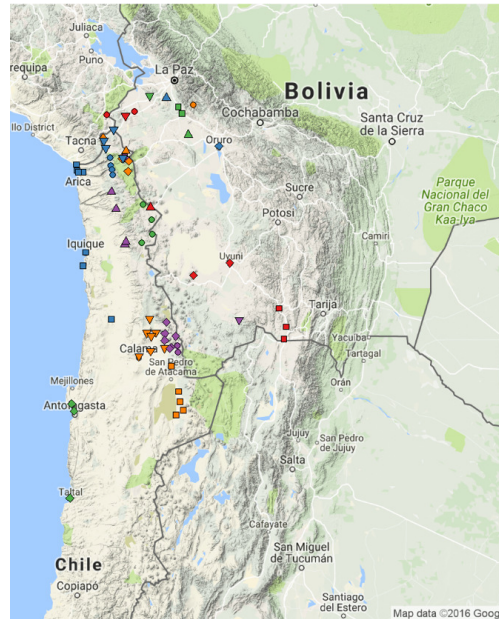 Juliaca
Puno
requipa
La Paz
Bolivia
Cochabamba
Santa Cruz
de la Sierra
llo District
Tacna
Oruro
Arica
Parque
Nacional del
Gran Chaco
Kaa-Iya
Sucre
Potosi
Camiri
Iquique
Uyuni
Tarija
Calama
San Pedro
de Atacama
Yacuiba
Tartagal
Mejillones
Orán
Antofagasta
Jujuy
San Pedro
de Jujuy
Salta
Taltal
Cafayate
Chile
San Miguel
de Tucumán
Copiapó
Santiago
del Estero
Map data ©2016 Goog